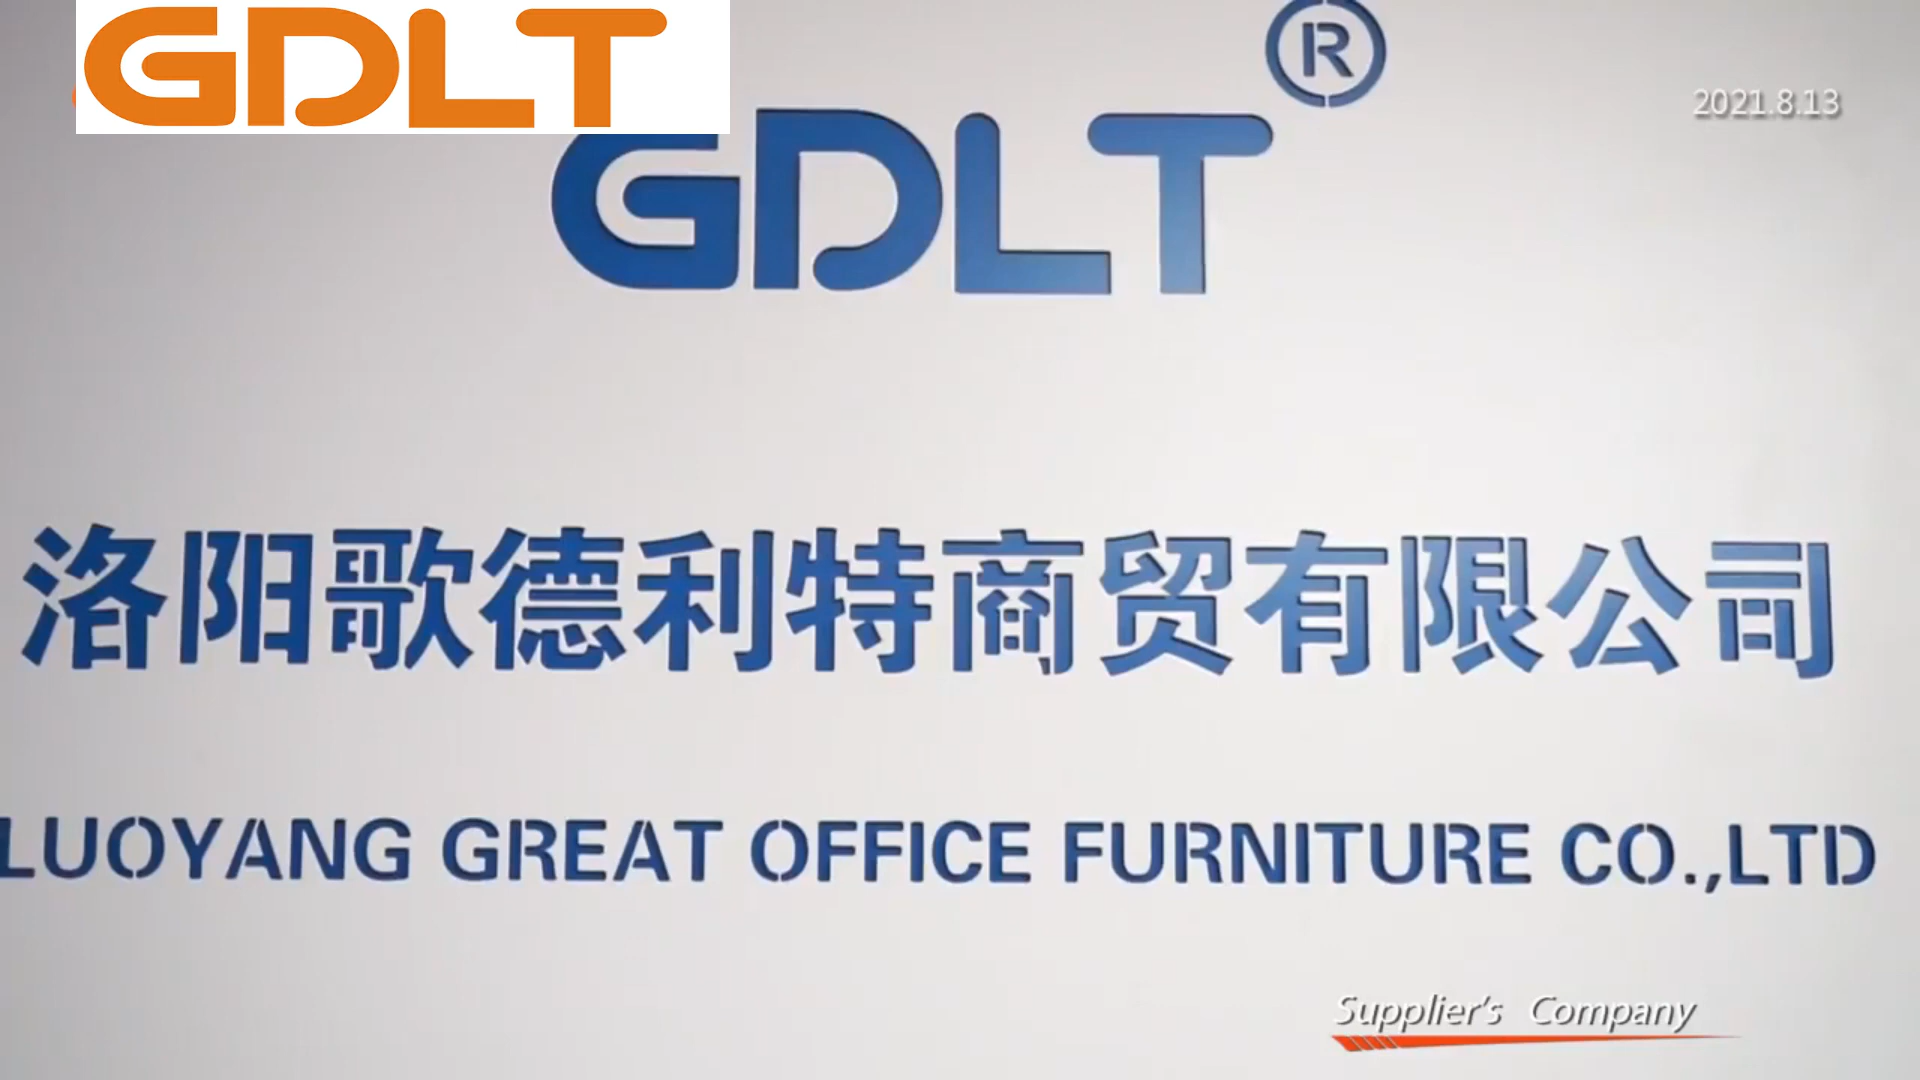 GDLT
®
2021.8.13
GDLT
洛阳歌德利特商贸有限公司
LUOYANG GREAT OFFICE FURNITURE CO.,LTD
Supplier's Company